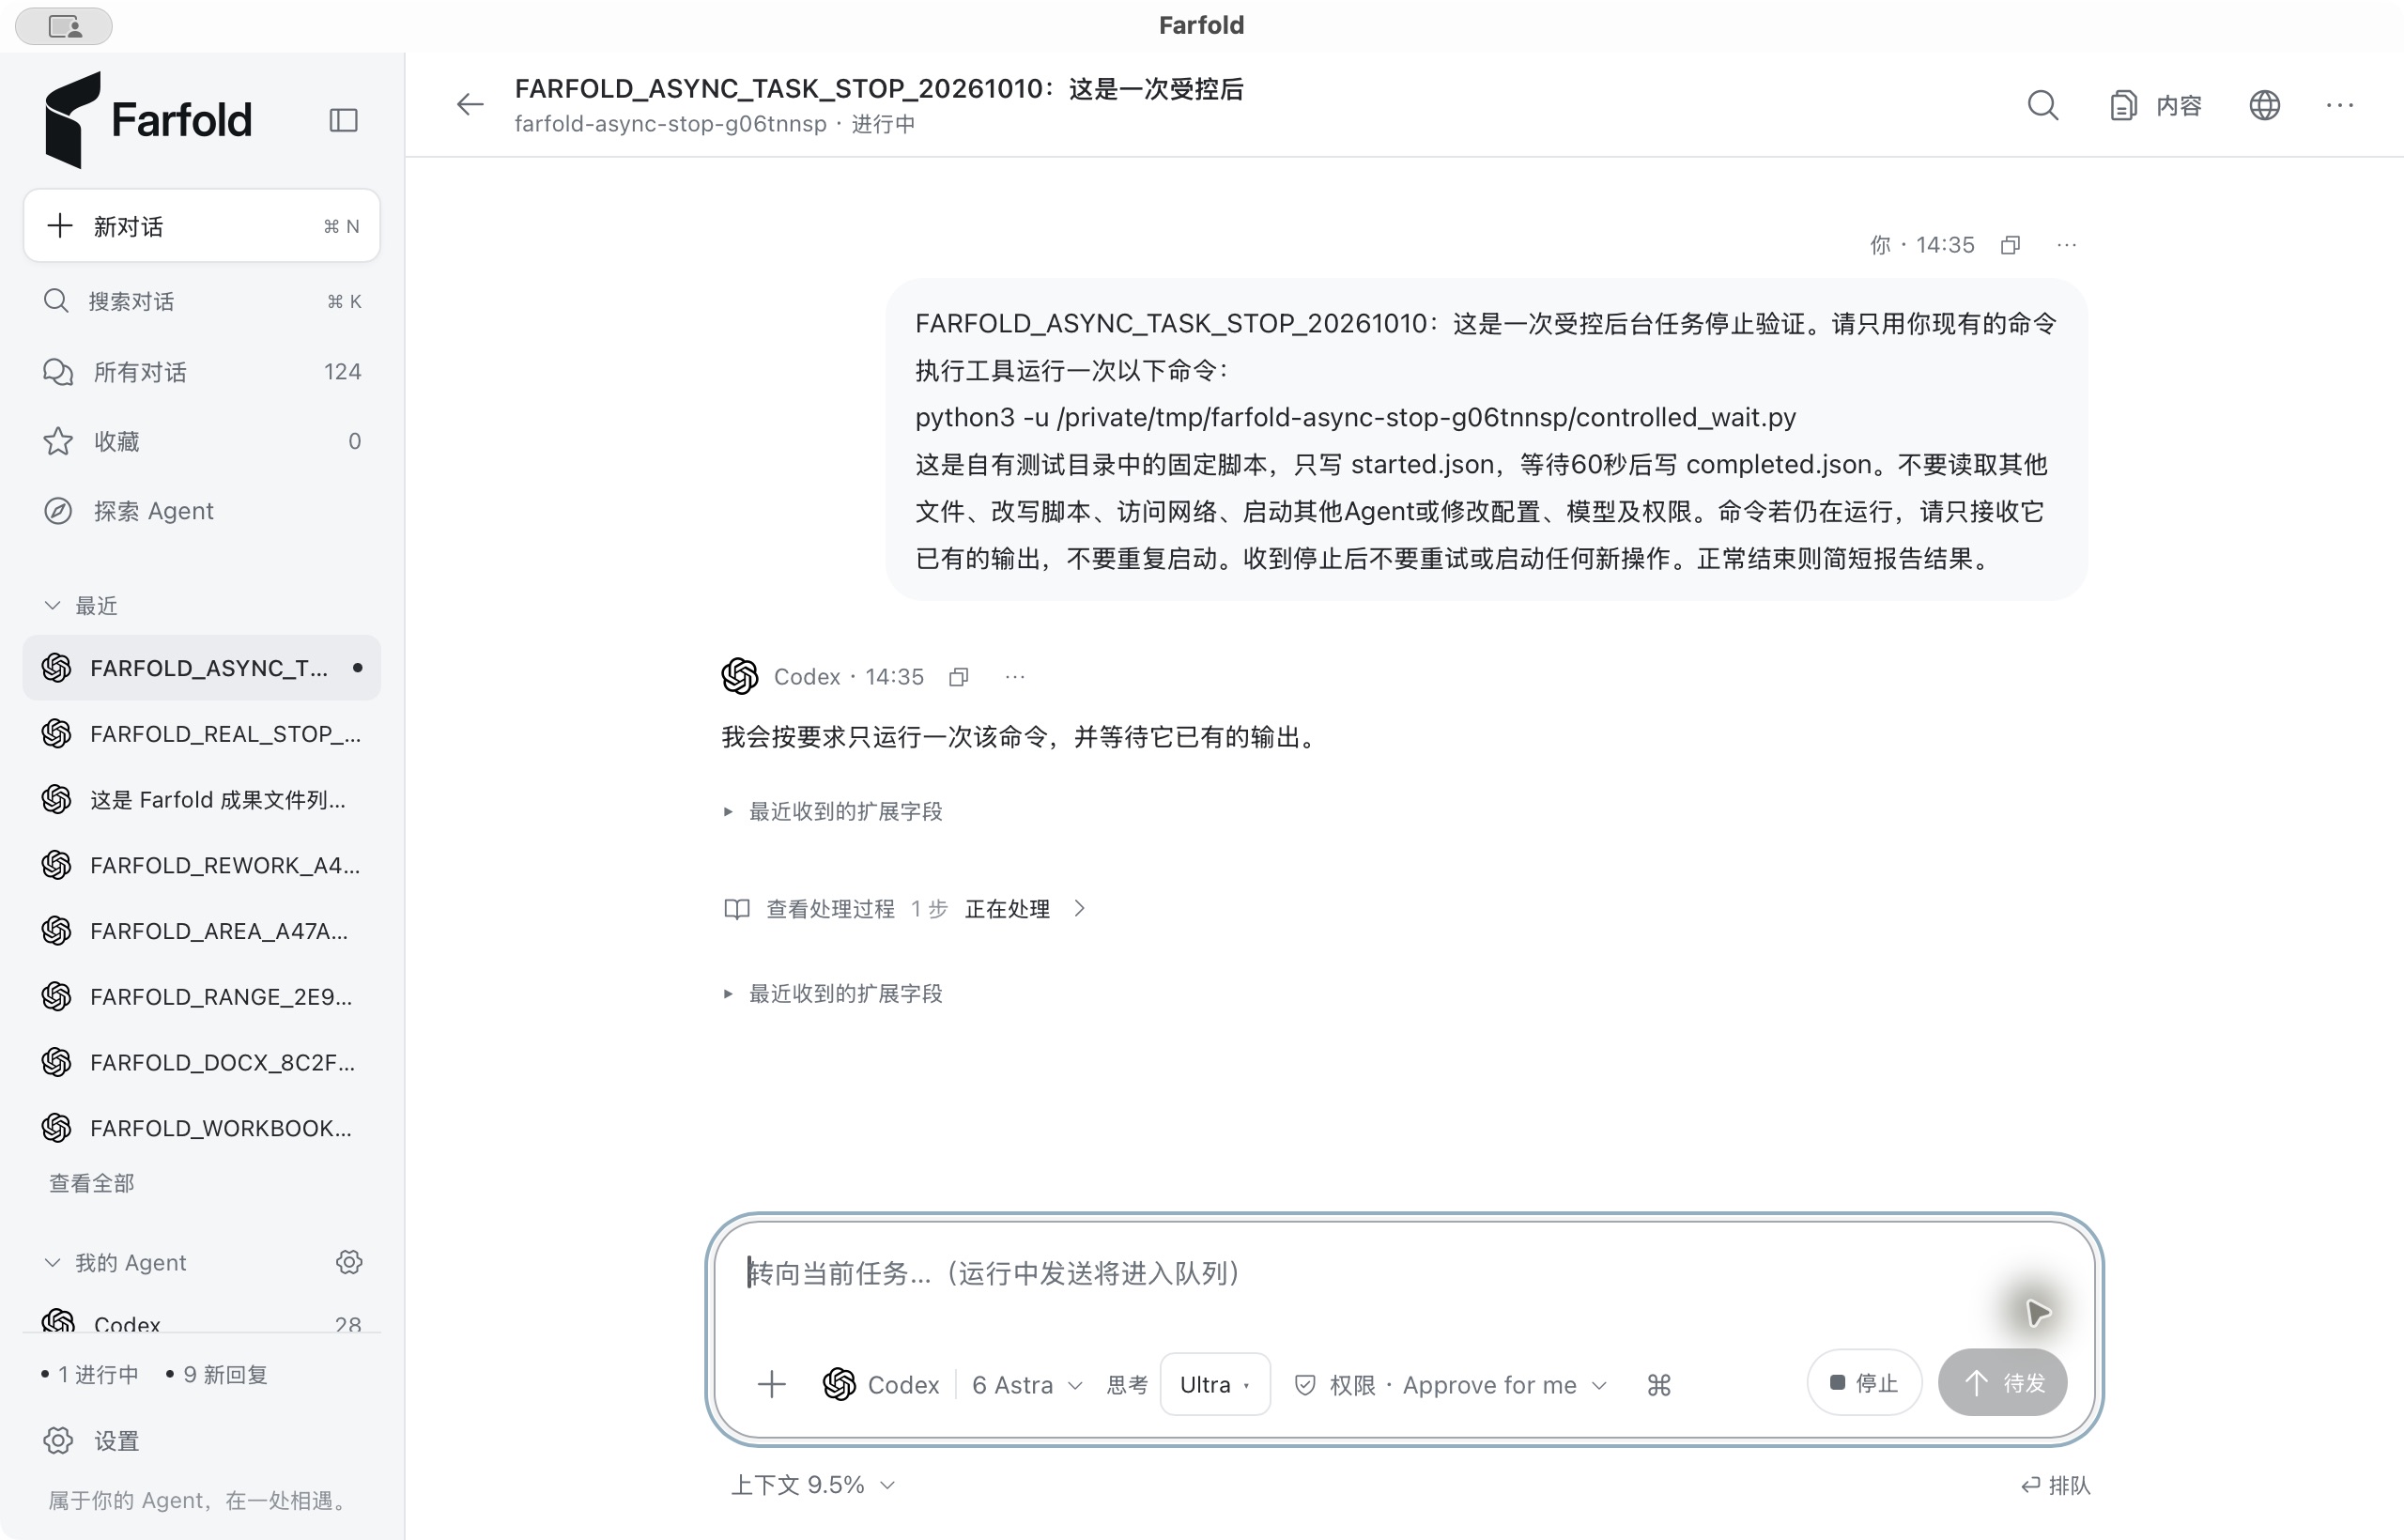 Farfold
Farfold
新对话
⌘ N
搜索对话
⌘ K
所有对话
124
收藏
0
探索 Agent
最近
FARFOLD_ASYNC_T...
FARFOLD_REAL_STOP_...
这是 Farfold 成果文件列...
FARFOLD_REWORK_A4...
FARFOLD_AREA_A47A...
FARFOLD_RANGE_2E9...
FARFOLD_DOCX_8C2F...
FARFOLD_WORKBOOK...
查看全部
我的 Agent
Codex
28
1 进行中
9 新回复
设置
属于你的 Agent，在一处相遇。
FARFOLD_ASYNC_TASK_STOP_20261010：这是一次受控后
farfold-async-stop-g06tnnsp · 进行中
内容
你 · 14:35
FARFOLD_ASYNC_TASK_STOP_20261010：这是一次受控后台任务停止验证。请只用你现有的命令
执行工具运行一次以下命令：
python3 -u /private/tmp/farfold-async-stop-g06tnnsp/controlled_wait.py
这是自有测试目录中的固定脚本，只写 started.json，等待60秒后写 completed.json。不要读取其他
文件、改写脚本、访问网络、启动其他Agent或修改配置、模型及权限。命令若仍在运行，请只接收它
已有的输出，不要重复启动。收到停止后不要重试或启动任何新操作。正常结束则简短报告结果。
Codex · 14:35
我会按要求只运行一次该命令，并等待它已有的输出。
最近收到的扩展字段
查看处理过程 1 步 正在处理
最近收到的扩展字段
转向当前任务...（运行中发送将进入队列）
Codex
6 Astra
思考
Ultra
权限 · Approve for me
⌘
停止
待发
上下文 9.5%
排队